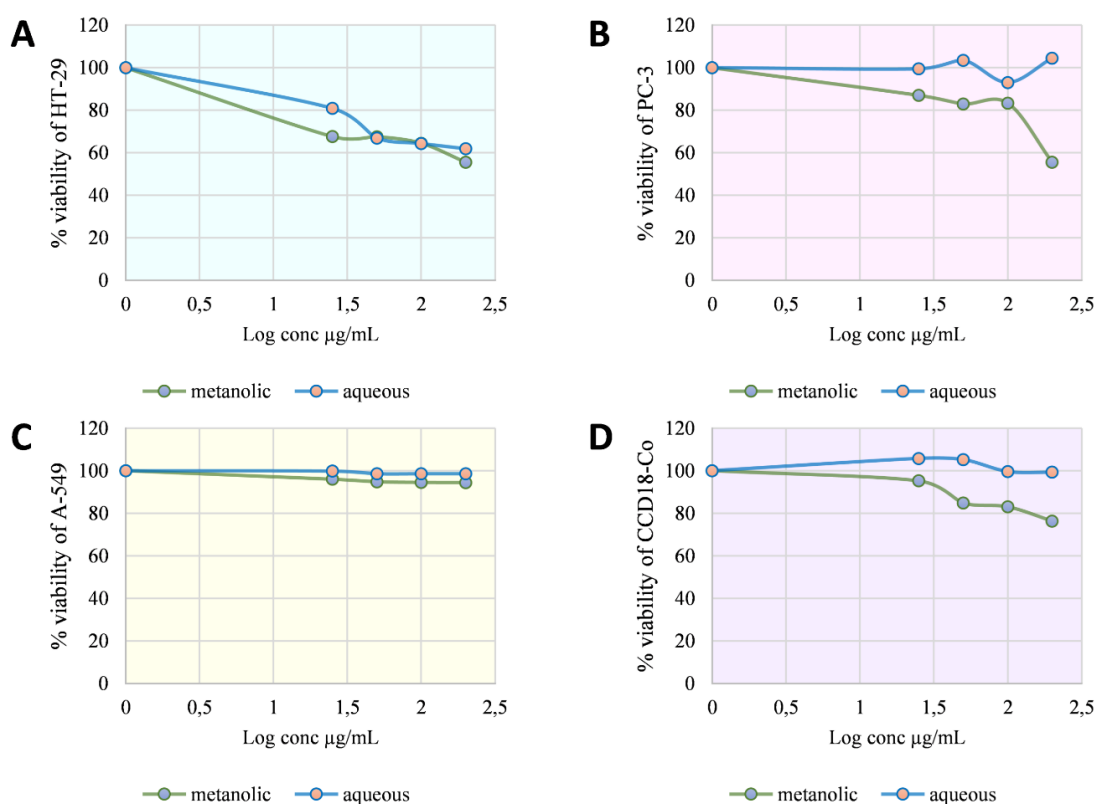 A
% viability of HT-29
120
100
80
60
40
20
0
0 0,5 1 1,5 2 2,5
Log conc µg/mL
metanolic aqueous
B
% viability of PC-3
120
100
80
60
40
20
0
0 0,5 1 1,5 2 2,5
Log conc µg/mL
metanolic aqueous
C
% viability of A-549
120
100
80
60
40
20
0
0 0,5 1 1,5 2 2,5
Log conc µg/mL
metanolic aqueous
D
% viability of CCD18-Co
120
100
80
60
40
20
0
0 0,5 1 1,5 2 2,5
Log conc µg/mL
metanolic aqueous